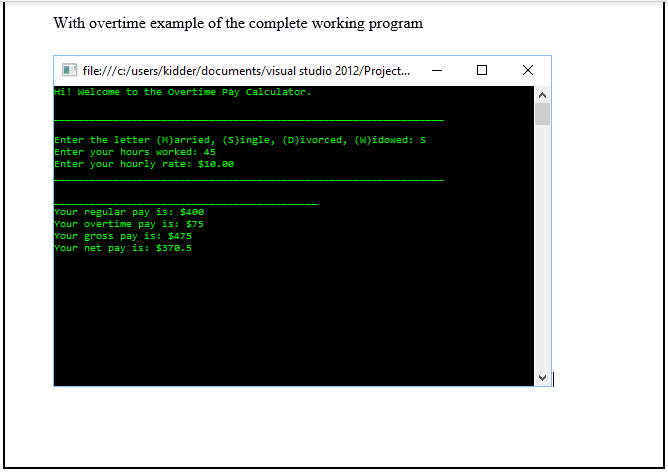 With overtime example of the complete working program
file:///c:/users/kidder/documents/visual studio 2012/Project...
Hi! Welcome to the Overtime Pay Calculator.
Enter the letter (M)arried, (S)ingle, (D)ivorced, (W)idowed: S
Enter your hours worked: 45
Enter your hourly rate: $10.00
Your regular pay is: $400
Your overtime pay is: $75
Your gross pay is: $475
Your net pay is: $370.5